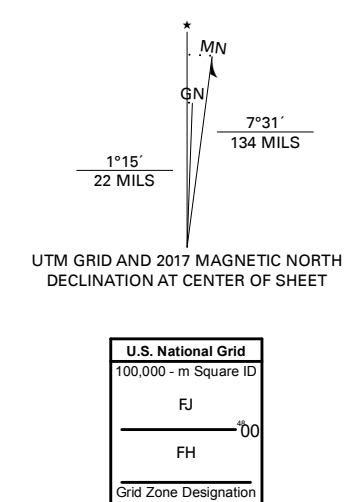 ★
MN
GN
7°31´
134 MILS
1°15´
22 MILS
UTM GRID AND 2017 MAGNETIC NORTH
DECLINATION AT CENTER OF SHEET
U.S. National Grid
100,000 - m Square ID
FJ
⁴⁸00
FH
Grid Zone Designation